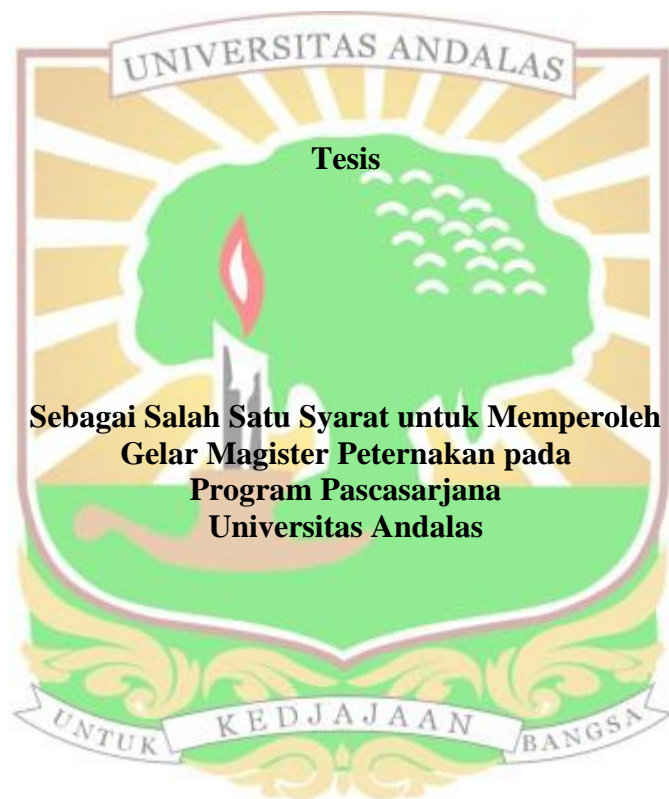 UNIVERSITAS ANDALAS
Tesis
Sebagai Salah Satu Syarat untuk Memperoleh
Gelar Magister Peternakan pada
Program Pascasarjana
Universitas Andalas
UNTUK KEDJAJAAN BANGSA